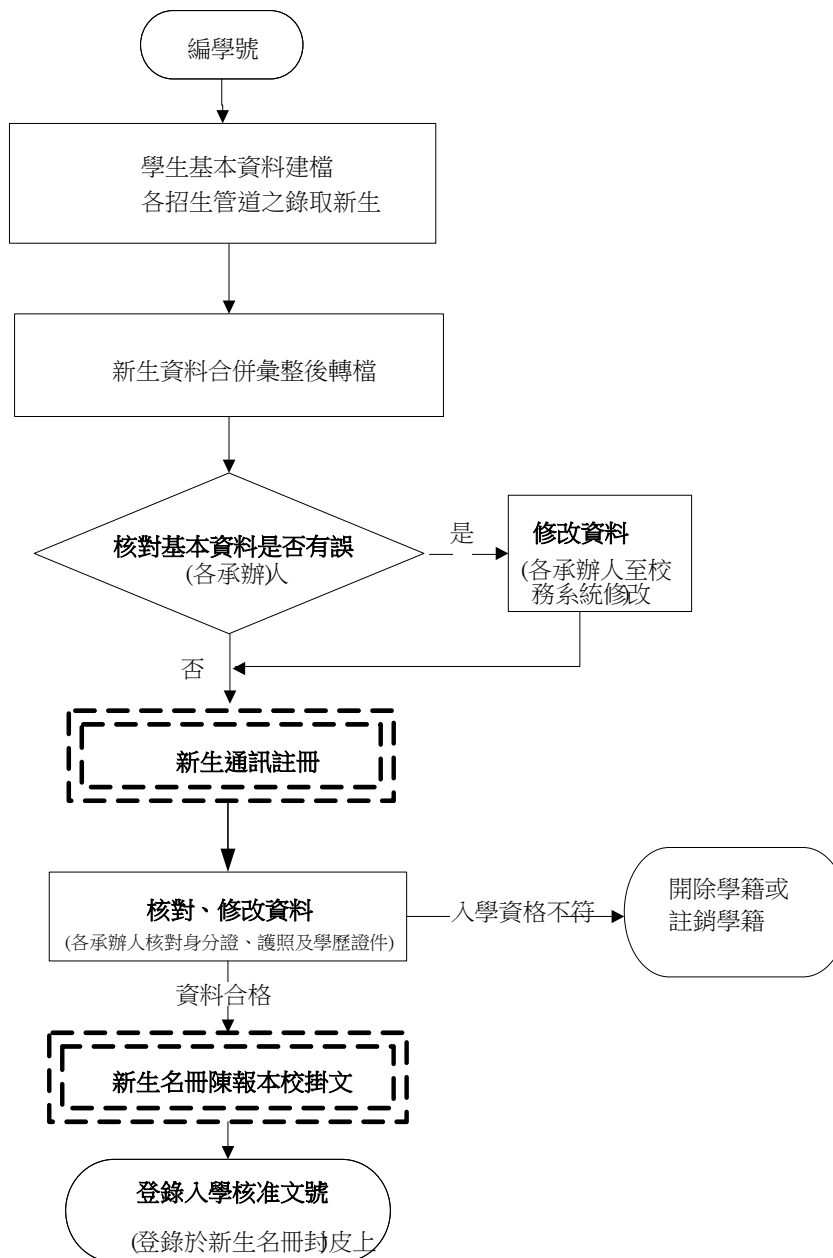 編學號
學生基本資料建檔
各招生管道之錄取新生
新生資料合併彙整後轉檔
核對基本資料是否有誤
(各承辦)人
是
修改資料
(各承辦人至校
務系統修)改
否
新生通訊註冊
核對、修改資料
(各承辦人核對身分證、護照及學歷證件)
入學資格不符
開除學籍或
註銷學籍
資料合格
新生名冊陳報本校掛文
登錄入學核准文號
(登錄於新生名冊封)皮上